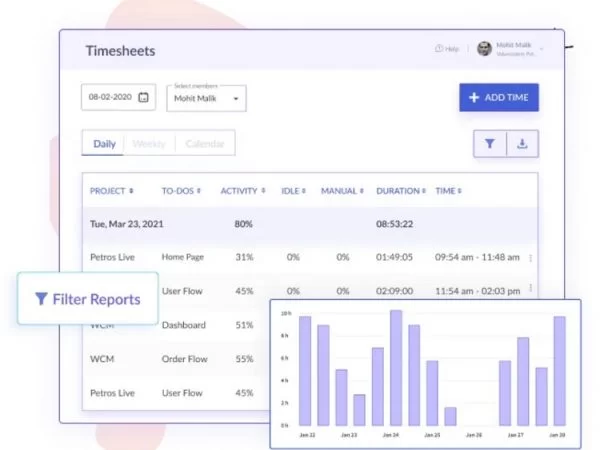 Timesheets
Help
Mohit Malik
08-02-2020
Select members
Mohit Malik
+ ADD TIME
Daily Weekly Calendar
PROJECT TO-DOS ACTIVITY IDLE MANUAL DURATION TIME
Tue, Mar 23, 2021 80% 08:53:22
Petros Live Home Page 31% 0% 0% 01:49:05 09:54 am - 11:48 am
User Flow 45% 0% 0% 02:09:00 11:54 am - 02:03 pm
Filter Reports
WCM Dashboard 51%
WCM Order Flow 55%
Petros Live User Flow 45%
10 h
8 h
6 h
4 h
2 h
0 h
Jan 22 Jan 23 Jan 24 Jan 25 Jan 26 Jan 27 Jan 28